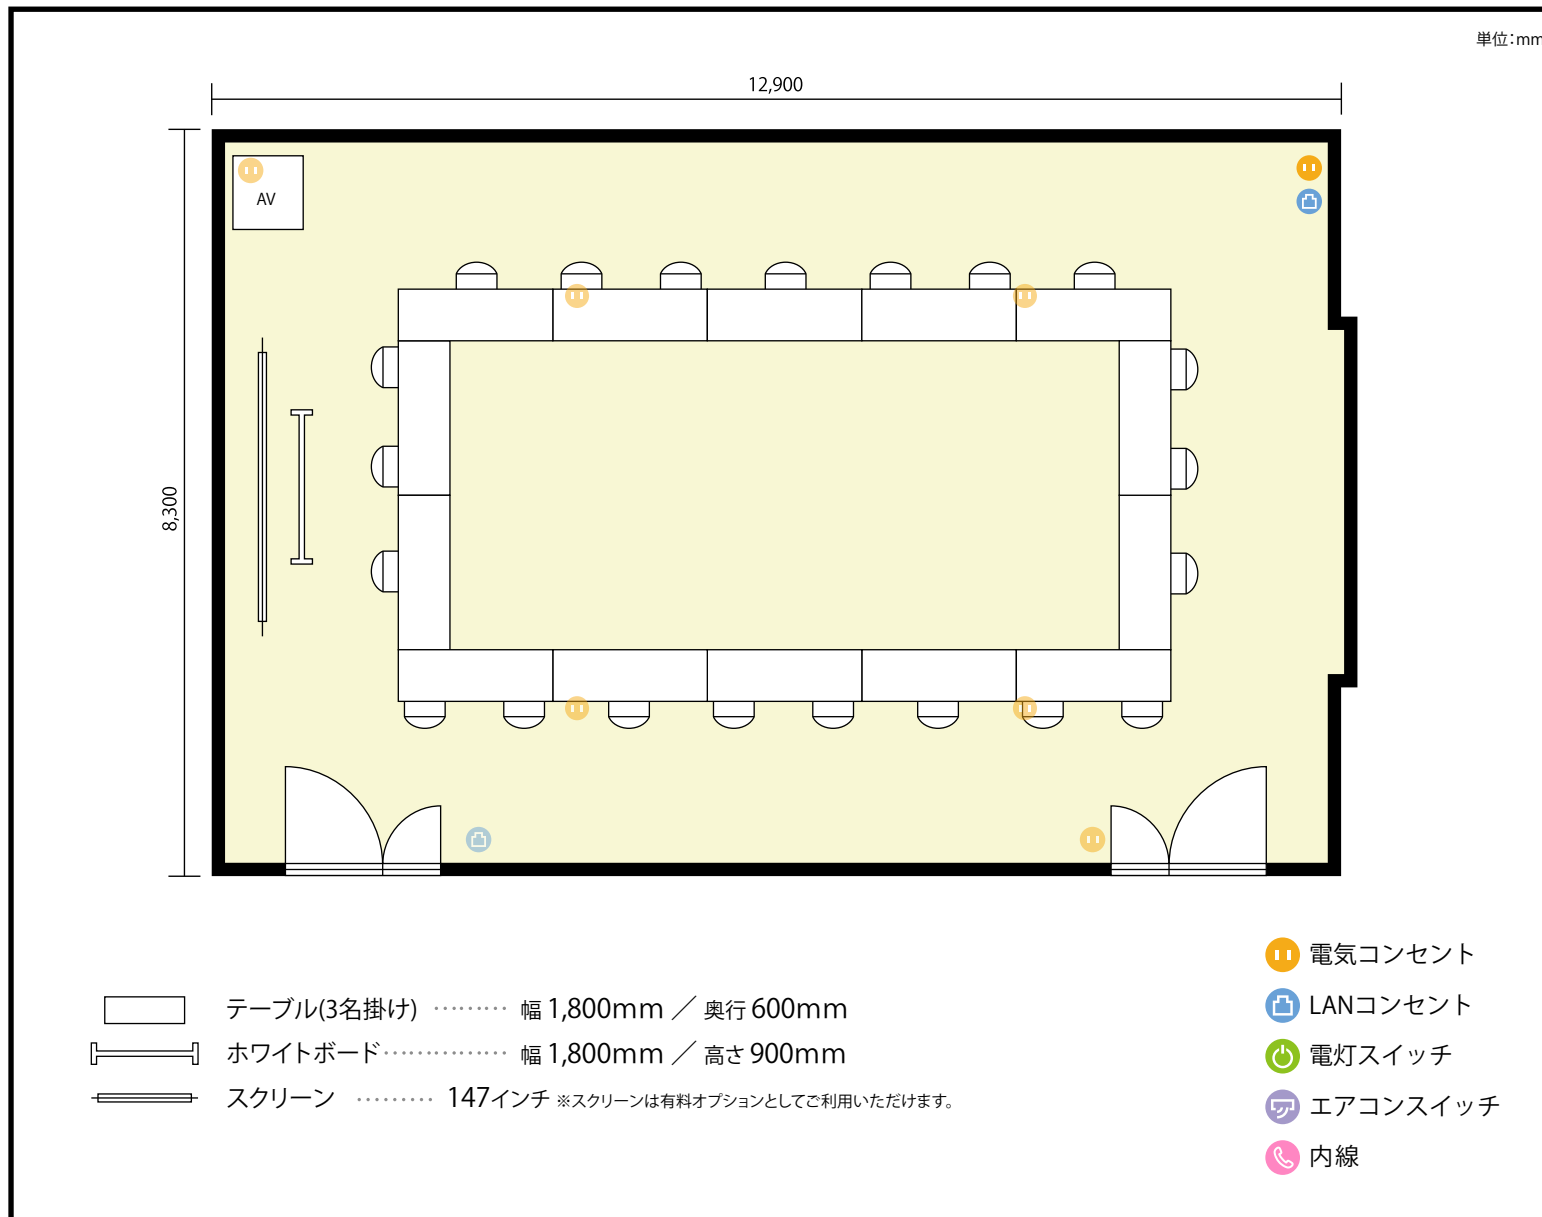 単位：mm
12,900
AV
8,300
電気コンセント
LANコンセント
テーブル(3名掛け) ……… 幅 1,800mm ／ 奥行 600mm
電灯スイッチ
ホワイトボード…………… 幅 1,800mm ／ 高さ 900mm
スクリーン ……… 147インチ ※スクリーンは有料オプションとしてご利用いただけます。
エアコンスイッチ
内線